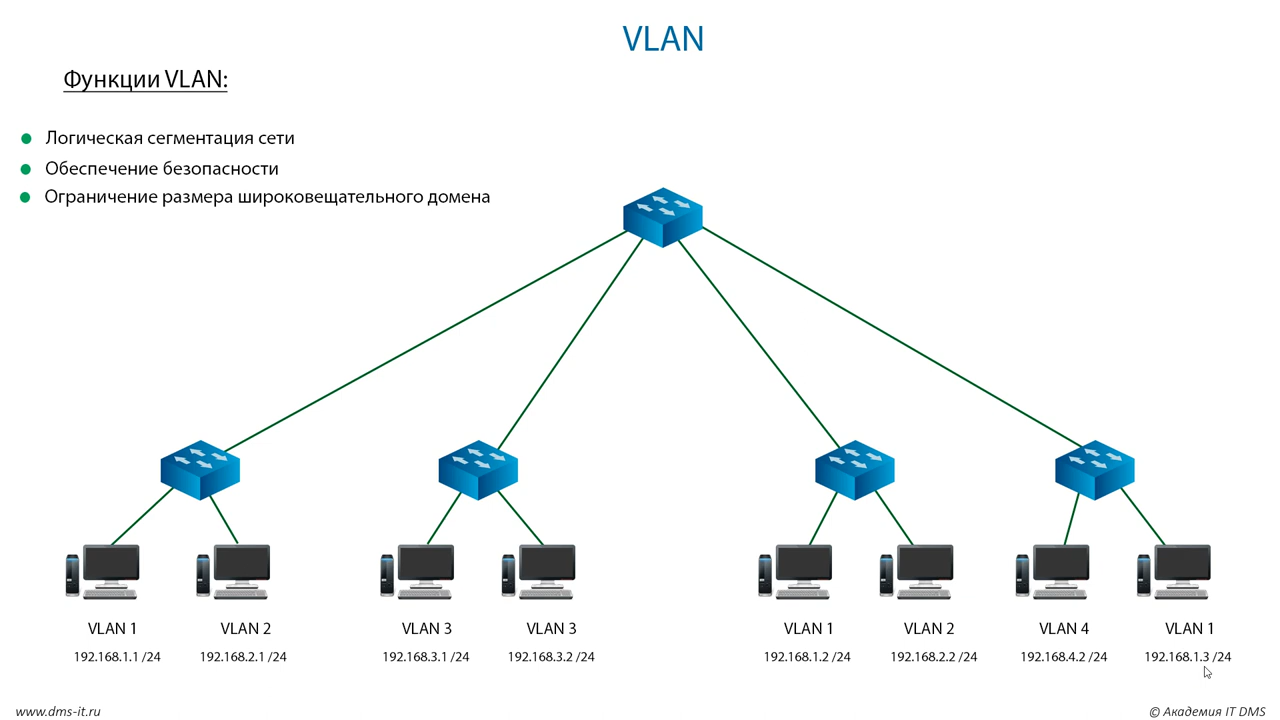 VLAN
Функции VLAN:
Логическая сегментация сети
Обеспечение безопасности
Ограничение размера широковещательного домена
VLAN 1 VLAN 2 VLAN 3 VLAN 3 VLAN 1 VLAN 2 VLAN 4 VLAN 1
192.168.1.1 /24 192.168.2.1 /24 192.168.3.1 /24 192.168.3.2 /24 192.168.1.2 /24 192.168.2.2 /24 192.168.4.2 /24 192.168.1.3 /24
www.dms-it.ru © Академия IT DMS